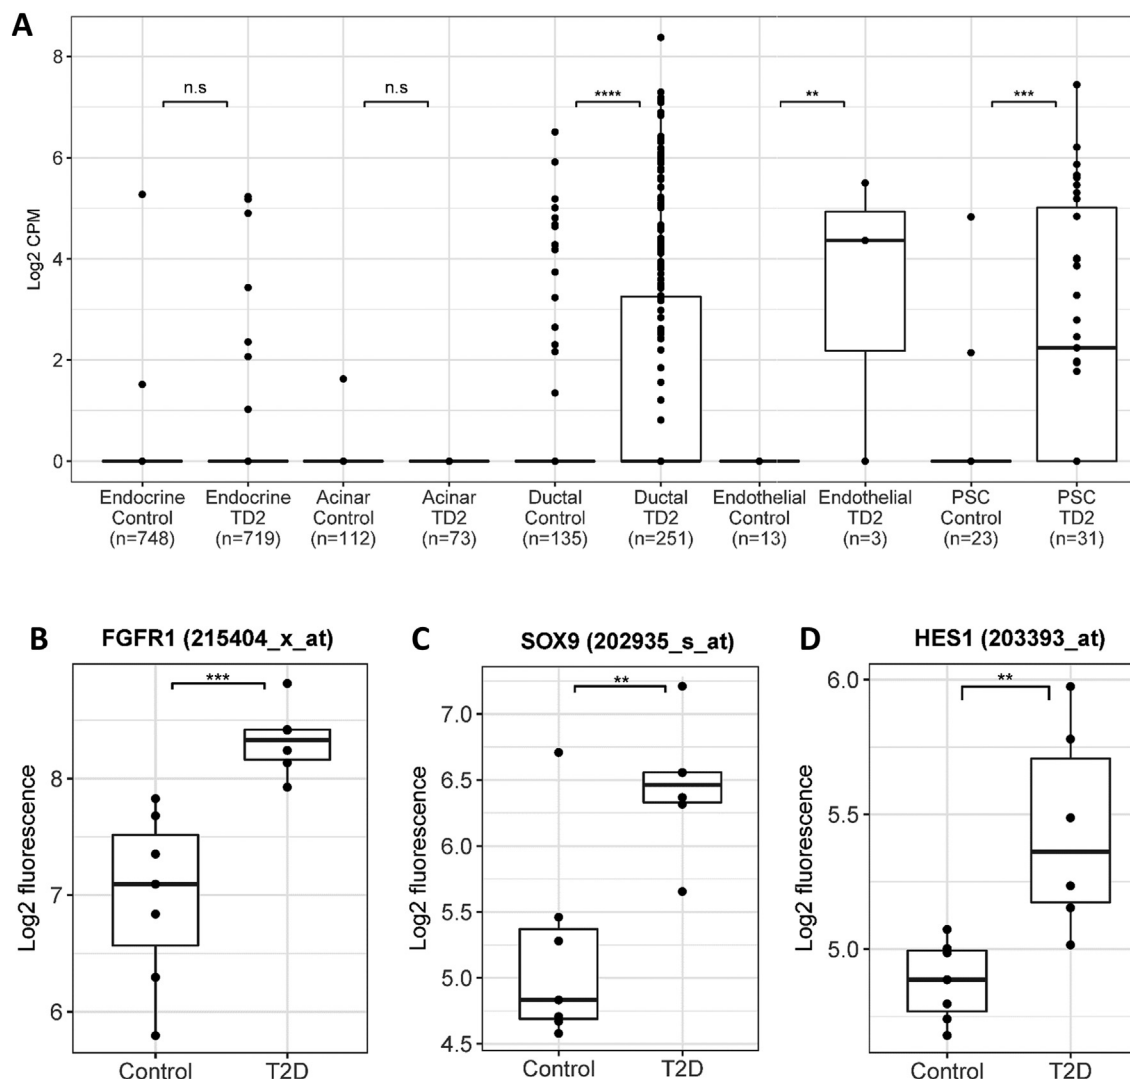 A
8
6
4
2
0
Log2 CPM
n.s
n.s
****
**
***
Endocrine Endocrine Acinar Acinar Ductal Ductal Endothelial Endothelial PSC PSC
Control TD2 Control TD2 Control TD2 Control TD2 Control TD2
(n=748) (n=719) (n=112) (n=73) (n=135) (n=251) (n=13) (n=3) (n=23) (n=31)
B
FGFR1 (215404_x_at)
***
8
7
6
Log2 fluorescence
Control T2D
C
SOX9 (202935_s_at)
**
7.0
6.5
6.0
5.5
5.0
4.5
Log2 fluorescence
Control T2D
D
HES1 (203393_at)
**
6.0
5.5
5.0
Log2 fluorescence
Control T2D